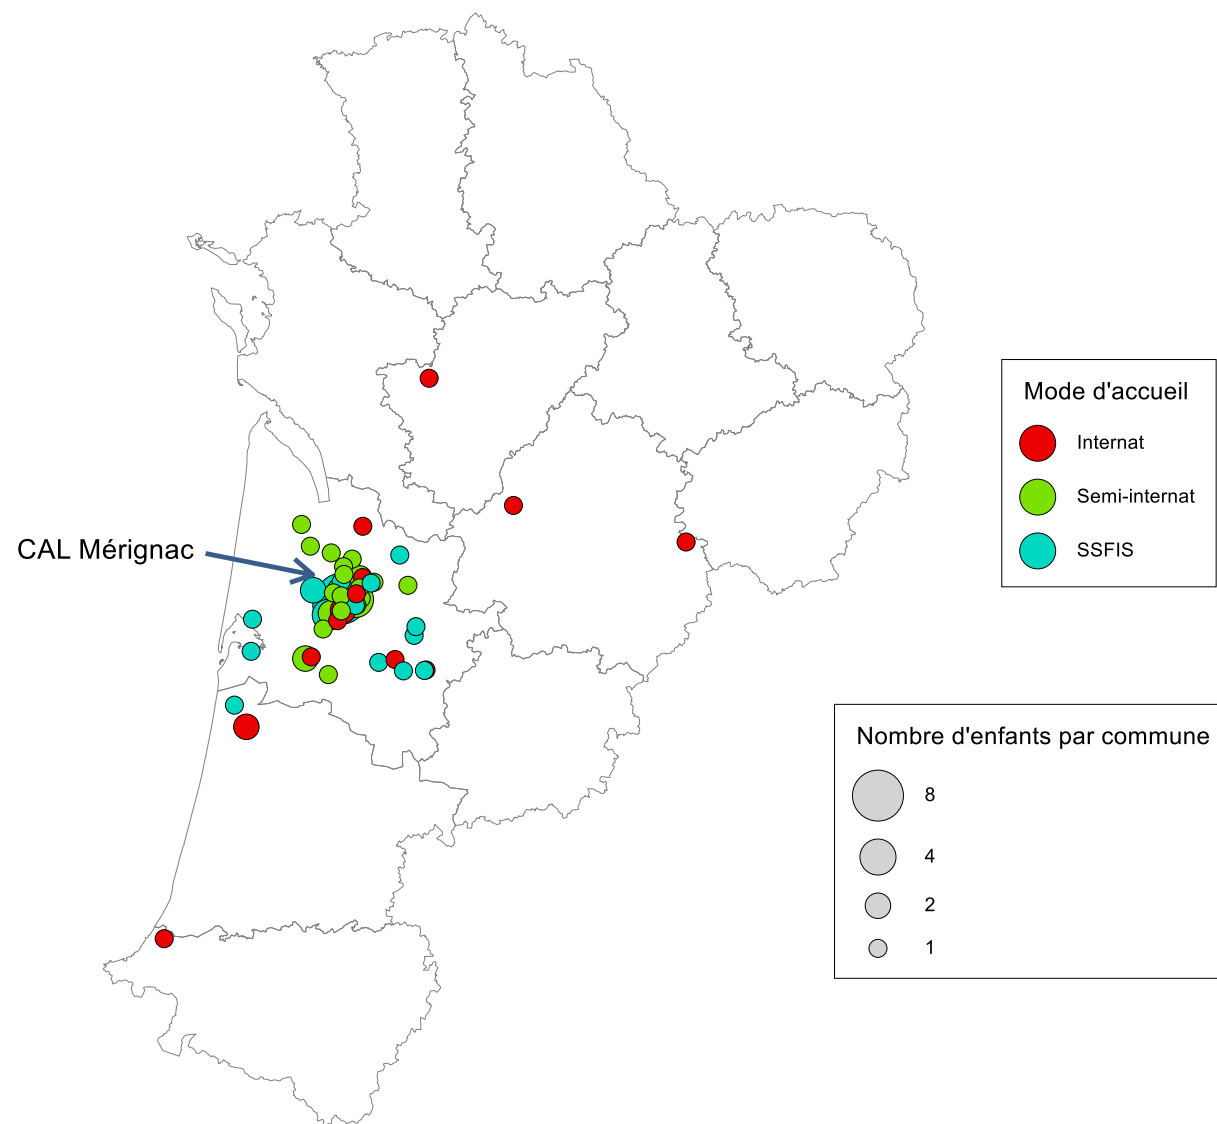 CAL Mérignac
Mode d'accueil
Internat
Semi-internat
SSFIS
Nombre d'enfants par commune
8
4
2
1